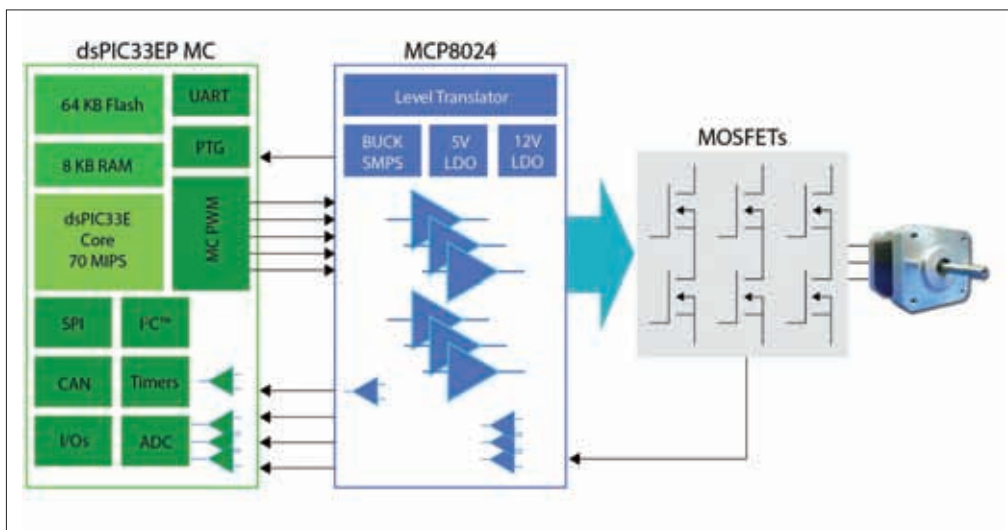 dsPIC33EP MC
64 KB Flash
UART
PTG
8 KB RAM
dsPIC33E
Core
70 MIPS
MC PWM
SPI
I²C™
CAN
Timers
I/Os
ADC
MCP8024
Level Translator
BUCK
SMPS
5V
LDO
12V
LDO
MOSFETs